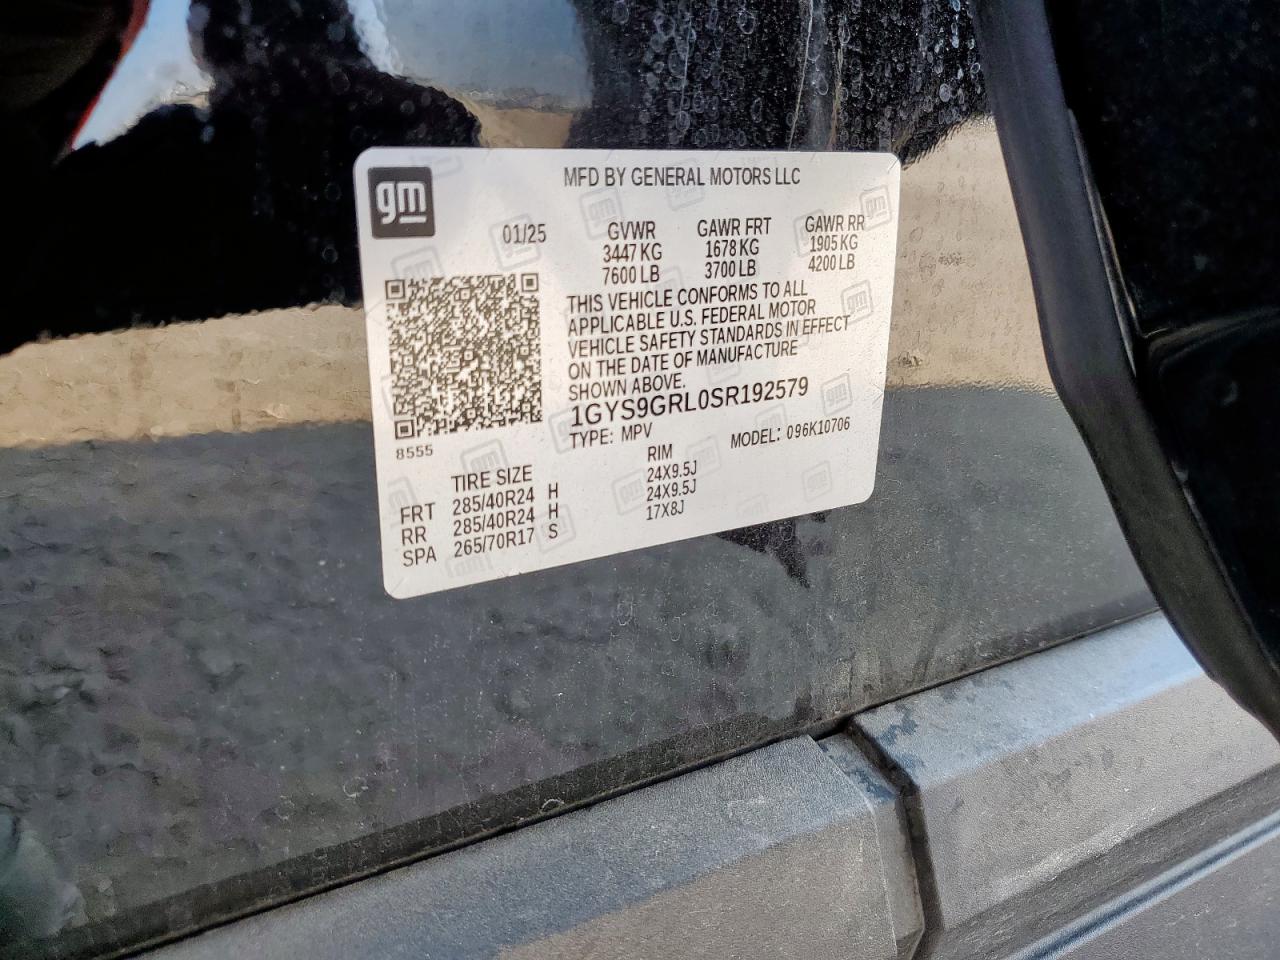 gm
MFD BY GENERAL MOTORS LLC
01/25 GVWR GAWR FRT GAWR RR
3447 KG 1678 KG 1905 KG
7600 LB 3700 LB 4200 LB
THIS VEHICLE CONFORMS TO ALL
APPLICABLE U.S. FEDERAL MOTOR
VEHICLE SAFETY STANDARDS IN EFFECT
ON THE DATE OF MANUFACTURE
SHOWN ABOVE.
1GYS9GRL0SR192579
TYPE: MPV MODEL: 096K10706
8555
TIRE SIZE RIM
FRT 285/40R24 H 24X9.5J
RR 285/40R24 H 24X9.5J
SPA 265/70R17 S 17X8J